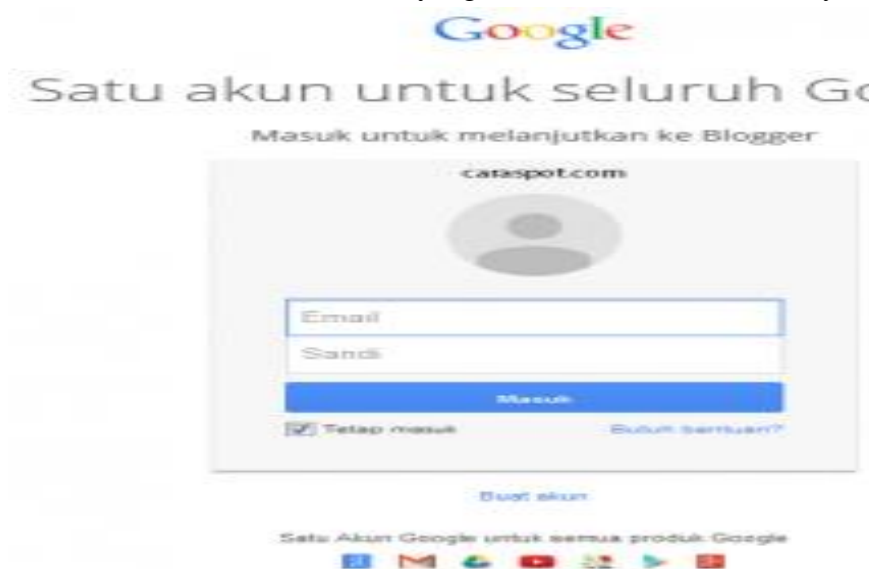 Google
Satu akun untuk seluruh Go
Masuk untuk melanjutkan ke Blogger
cataspot.com
Email
Sandi
Masuk
Tetap masuk
Butuh bantuan?
Buat akun
Satu Akun Google untuk semua produk Google